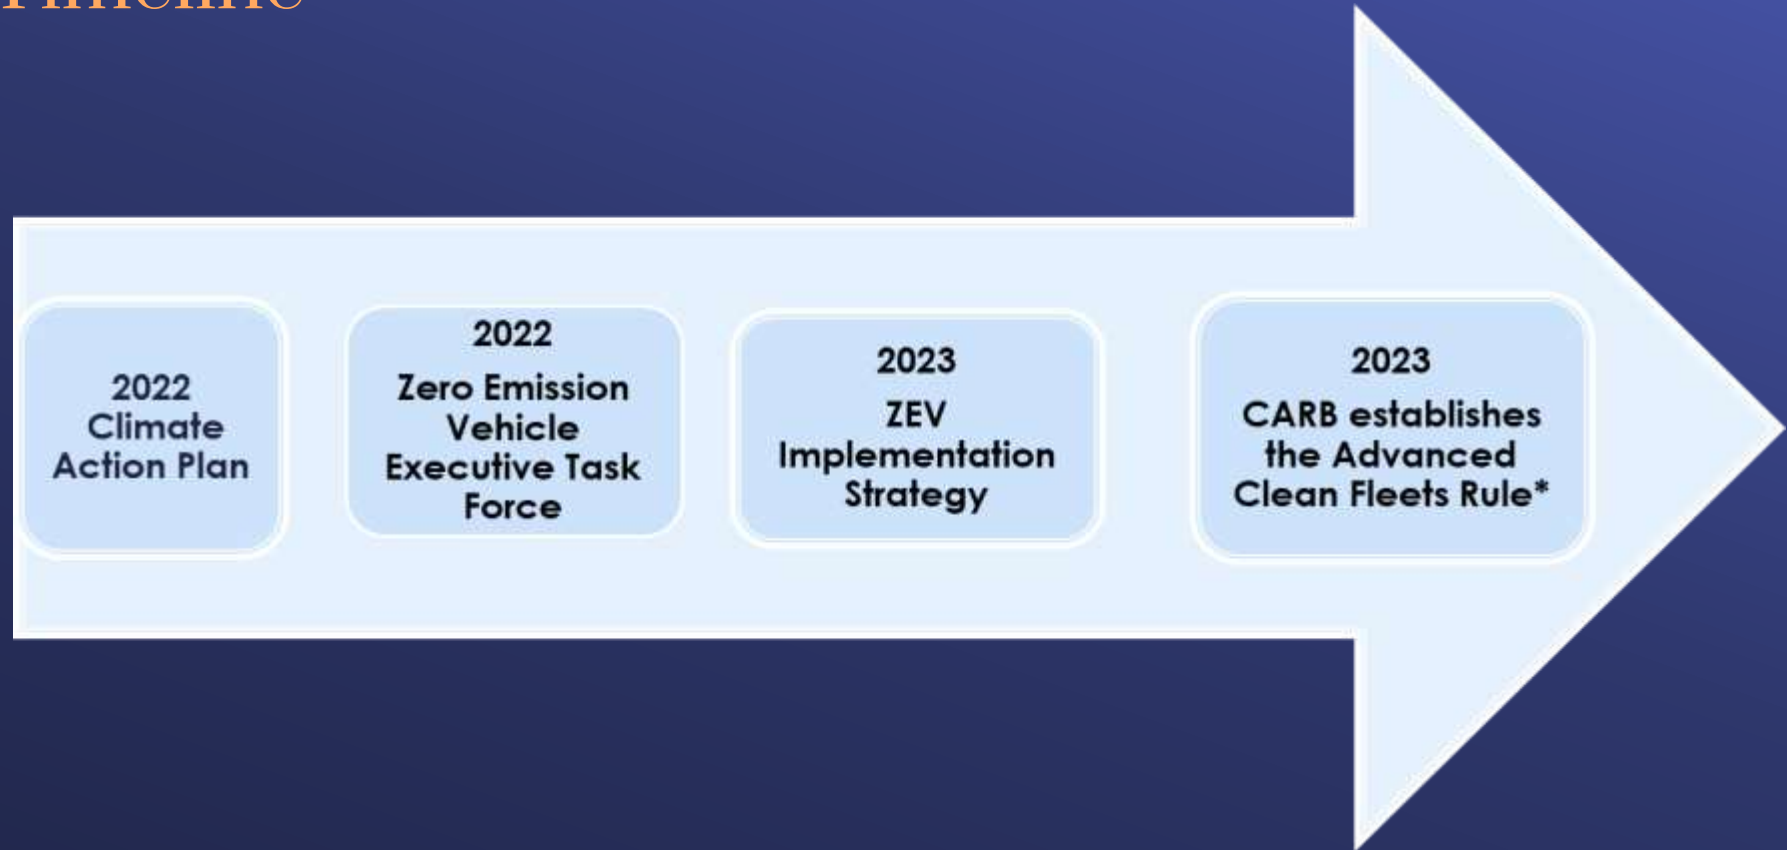 Timeline
2022
Climate
Action Plan
2022
Zero Emission
Vehicle
Executive Task
Force
2023
ZEV
Implementation
Strategy
2023
CARB establishes
the Advanced
Clean Fleets Rule*